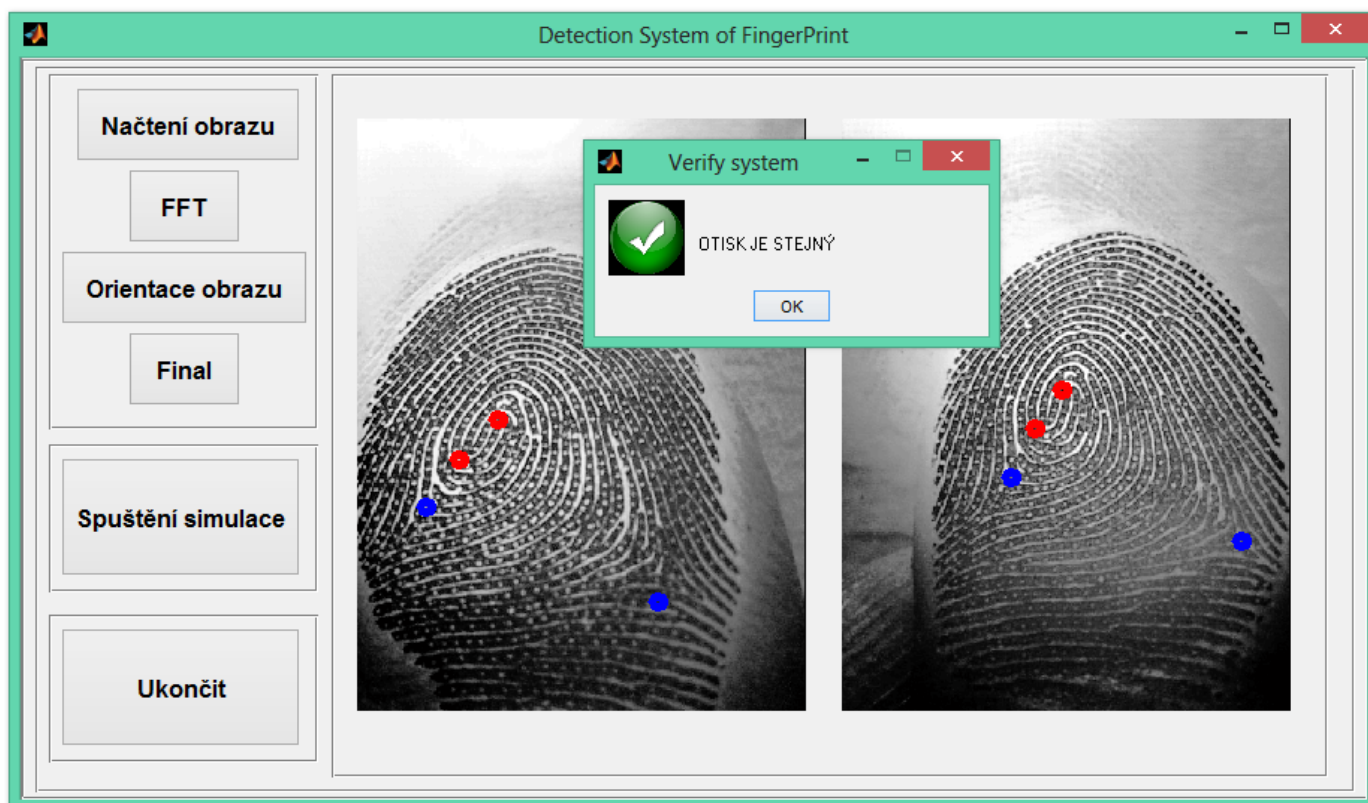 Detection System of FingerPrint
Načtení obrazu
FFT
Orientace obrazu
Final
Spuštění simulace
Ukončit
Verify system
OTISK JE STEJNÝ
OK